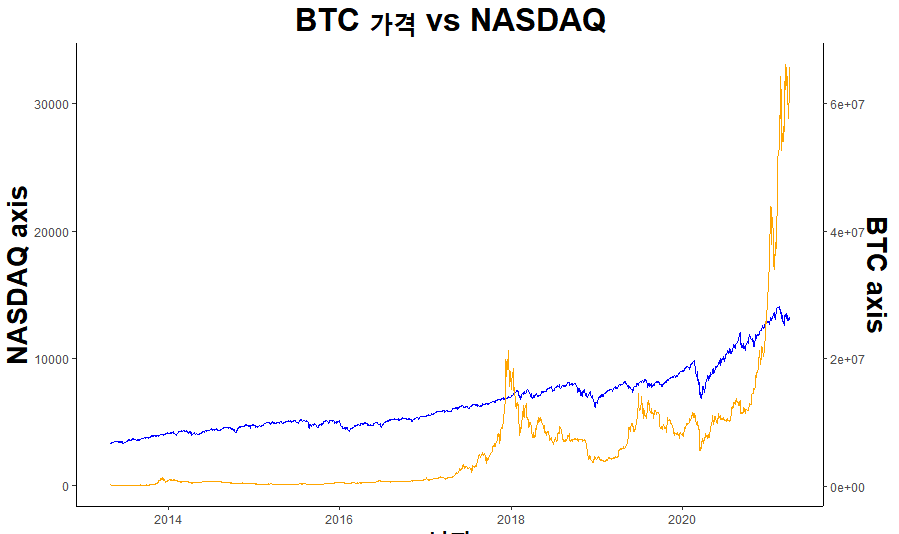 BTC 가격 vs NASDAQ
30000
20000
10000
0
NASDAQ axis
6e+07
4e+07
2e+07
0e+00
BTC axis
2014
2016
2018
2020